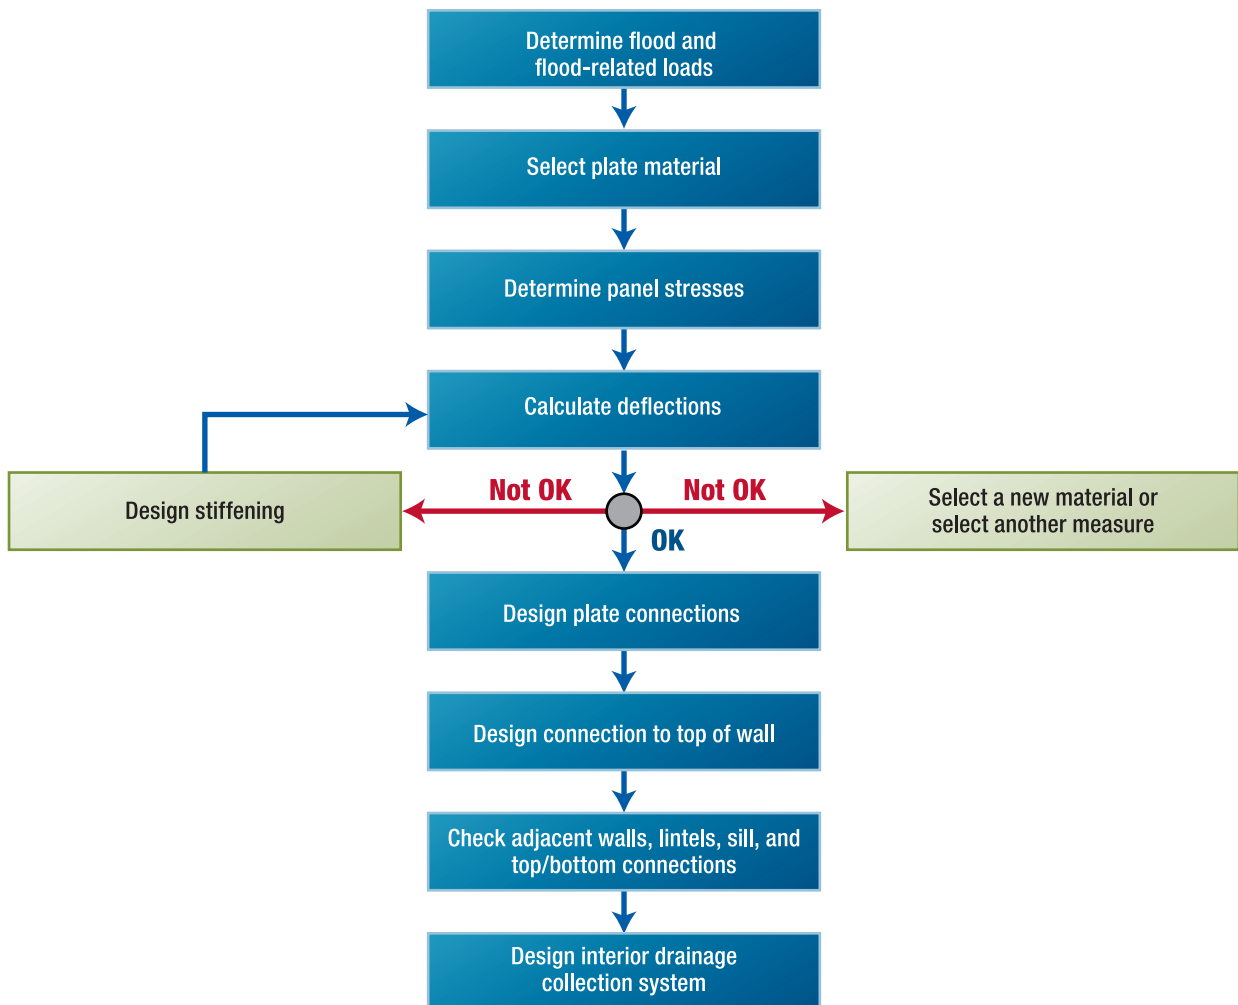 Determine flood and
flood-related loads
Select plate material
Determine panel stresses
Calculate deflections
Not OK
Not OK
Design stiffening
Select a new material or
select another measure
OK
Design plate connections
Design connection to top of wall
Check adjacent walls, lintels, sill, and
top/bottom connections
Design interior drainage
collection system